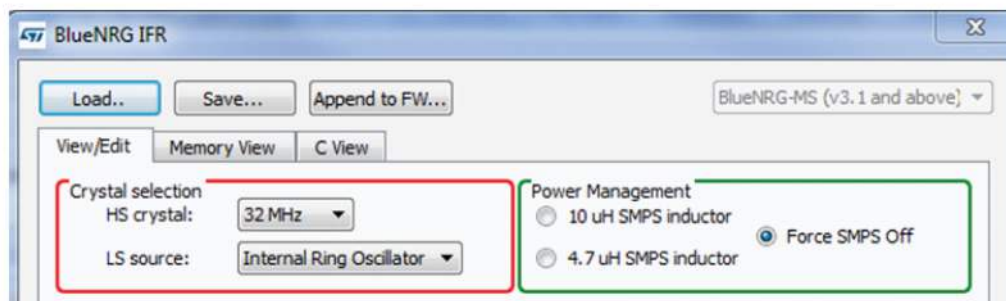 BlueNRG IFR
Load.. Save... Append to FW... BlueNRG-MS (v3.1 and above)
View/Edit Memory View C View
Crystal selection
HS crystal: 32 MHz
LS source: Internal Ring Oscillator
Power Management
10 uH SMPS inductor
Force SMPS Off
4.7 uH SMPS inductor